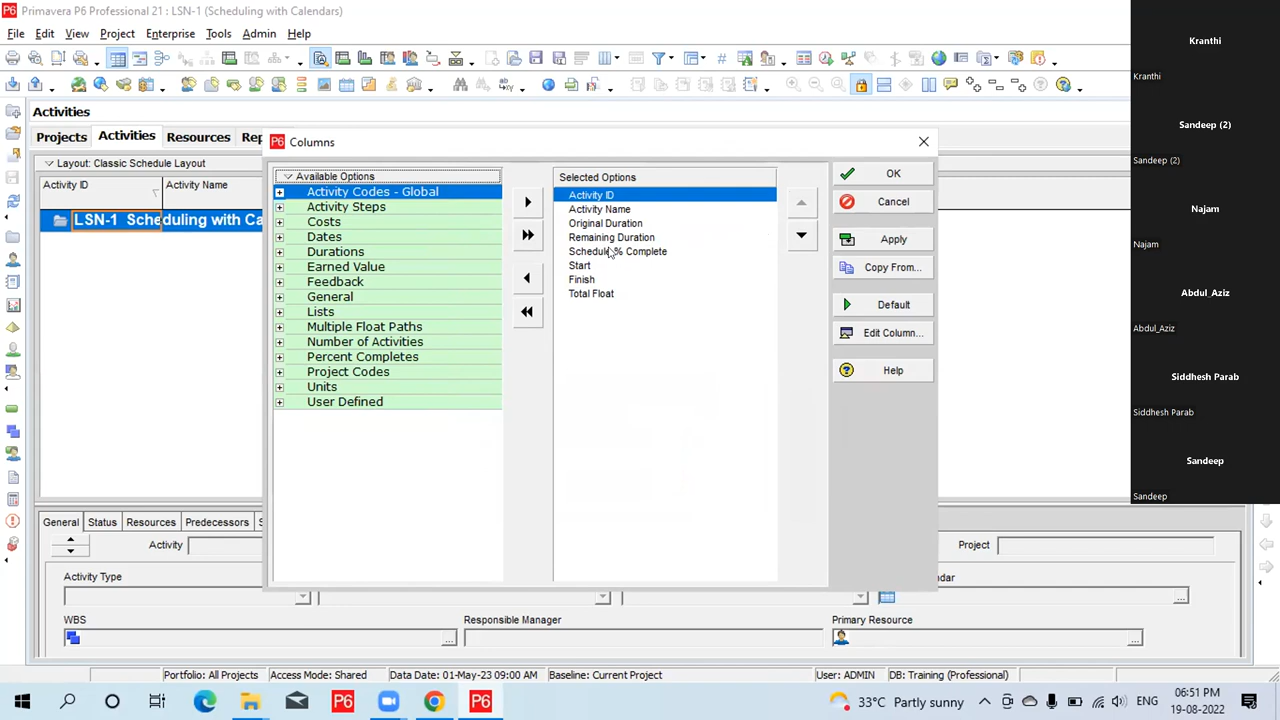 Primavera P6 Professional 21 : LSN-1 (Scheduling with Calendars)
File Edit View Project Enterprise Tools Admin Help
Activities
Projects Activities Resources Rep
Layout: Classic Schedule Layout
Activity ID Activity Name
LSN-1 Scheduling with Ca
Columns
Available Options
Activity Codes - Global
Activity Steps
Costs
Dates
Durations
Earned Value
Feedback
General
Lists
Multiple Float Paths
Number of Activities
Percent Completes
Project Codes
Units
User Defined
Selected Options
Activity ID
Activity Name
Original Duration
Remaining Duration
Schedule % Complete
Start
Finish
Total Float
OK
Cancel
Apply
Copy From...
Default
Edit Column...
Help
General Status Resources Predecessors S
Activity
Project
Activity Type
dar
WBS
Responsible Manager
Primary Resource
Portfolio: All Projects Access Mode: Shared Data Date: 01-May-23 09:00 AM Baseline: Current Project User: ADMIN DB: Training (Professional)
33°C Partly sunny
ENG
06:51 PM
19-08-2022
Kranthi
Kranthi
Sandeep (2)
Sandeep (2)
Najam
Najam
Abdul_Aziz
Abdul_Aziz
Siddhesh Parab
Siddhesh Parab
Sandeep
Sandeep